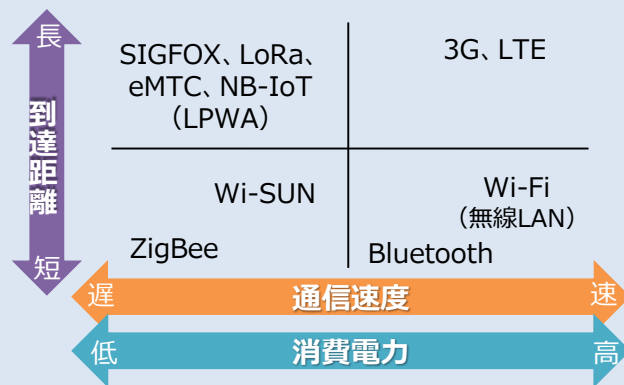 長
到達距離
短
SIGFOX、LoRa、
eMTC、NB-IoT
（LPWA）
3G、LTE
Wi-SUN
ZigBee
Wi-Fi
（無線LAN）
Bluetooth
遅 通信速度 速
低 消費電力 高